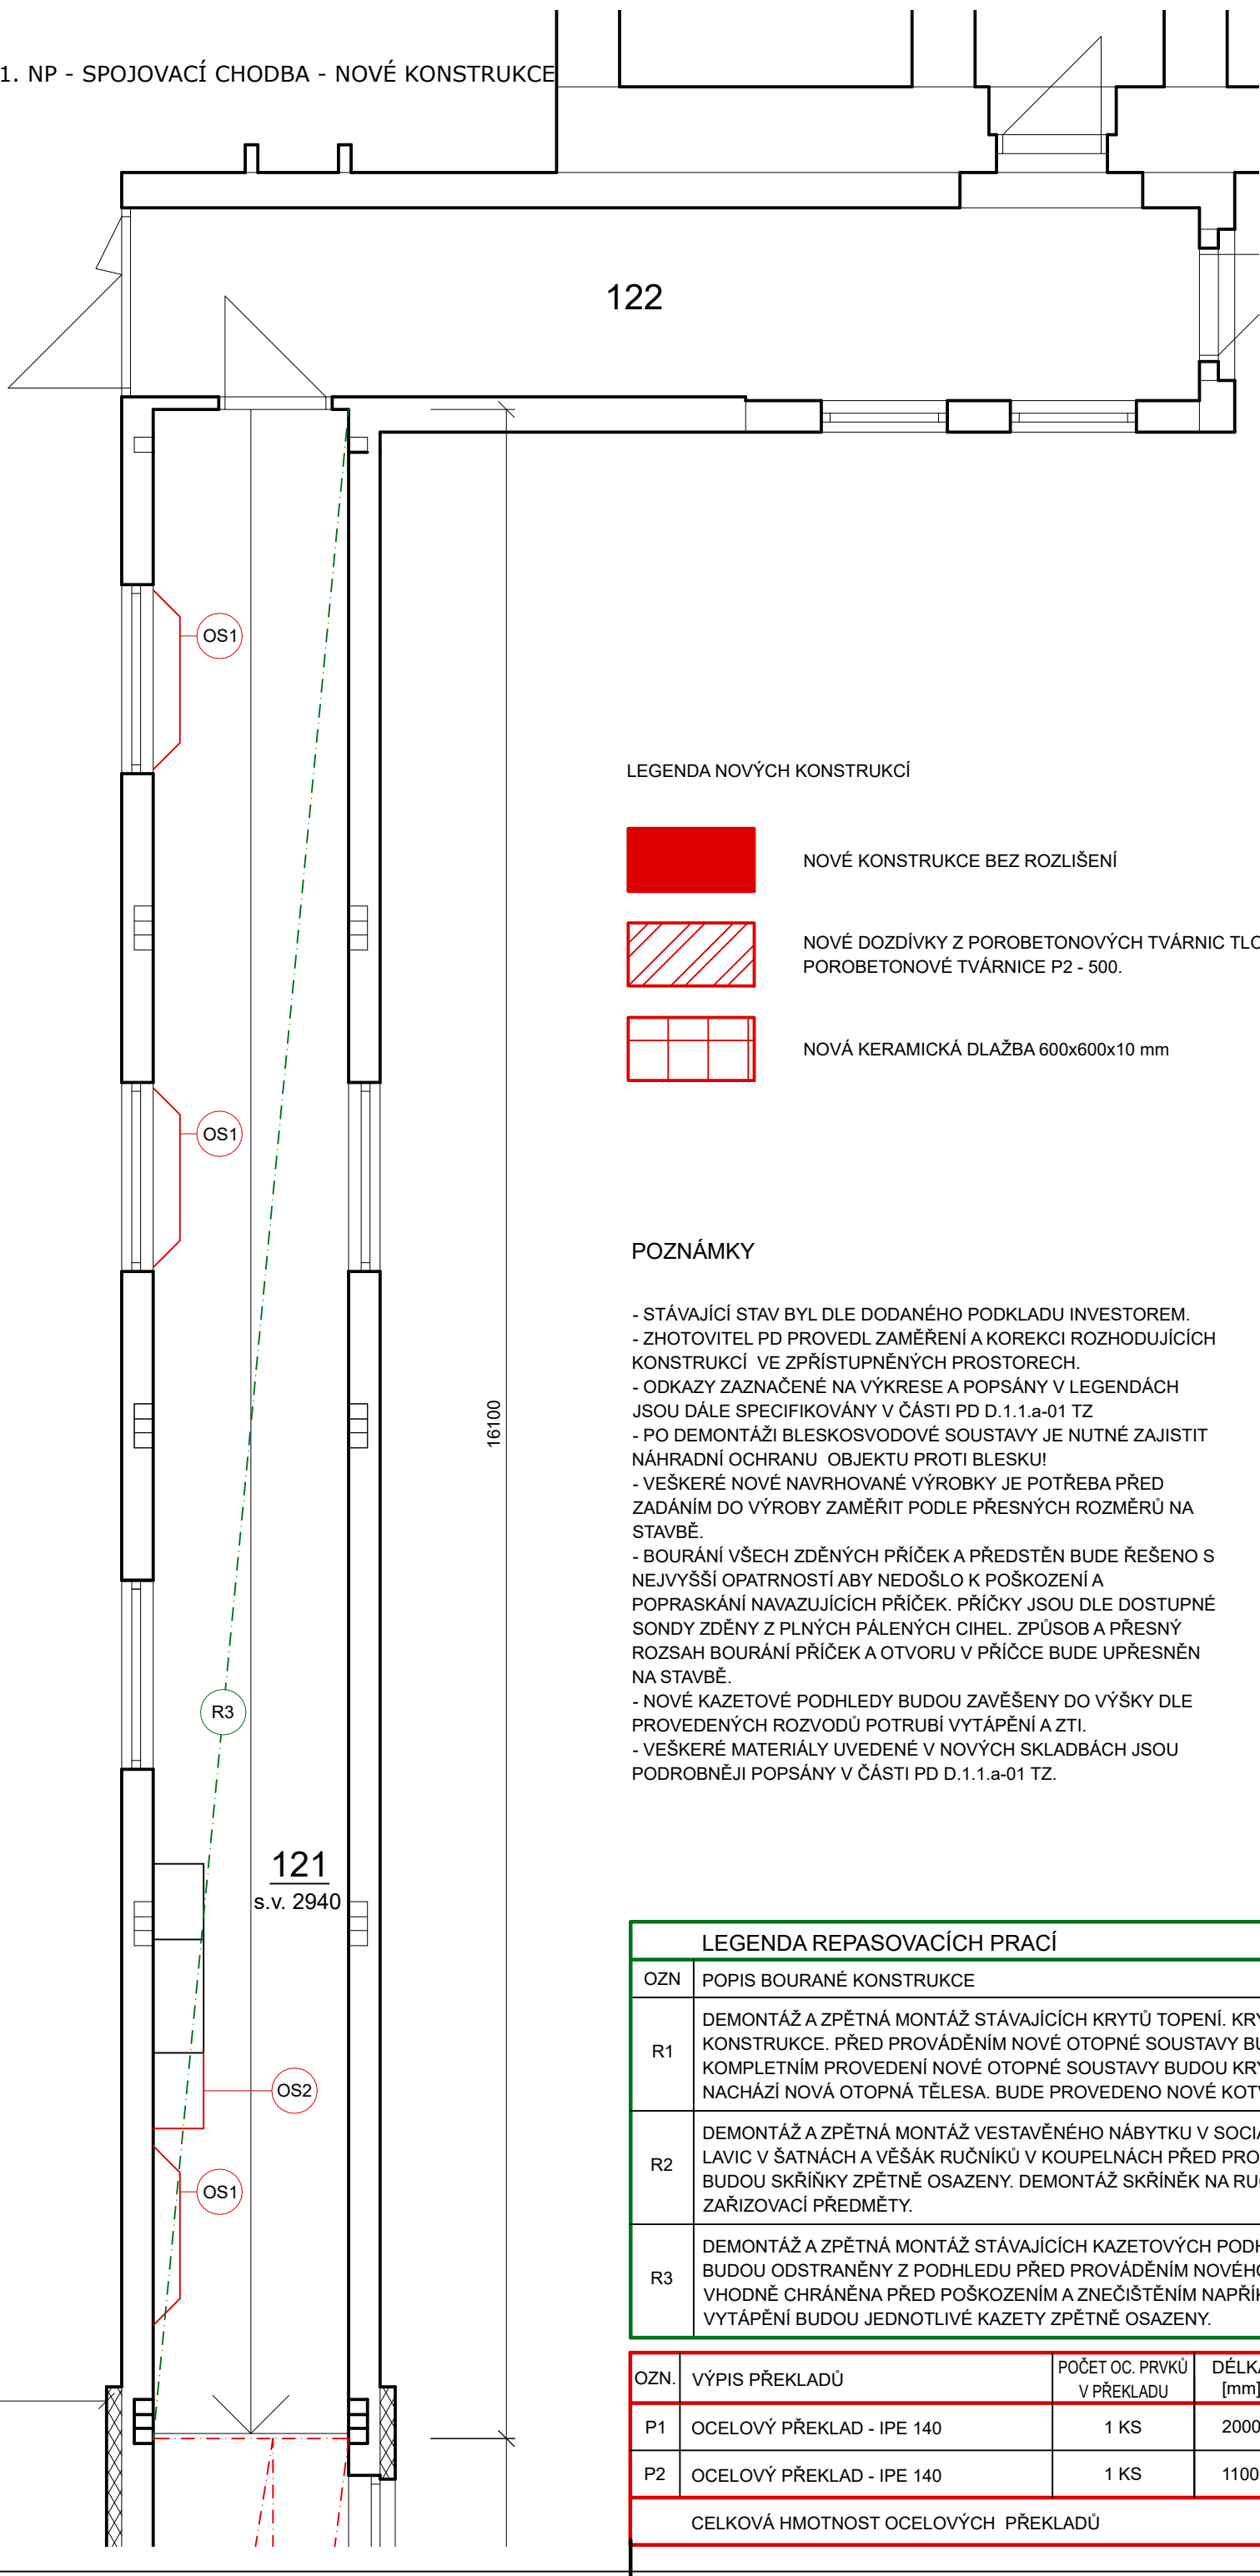 1. NP - SPOJOVACÍ CHODBA - NOVÉ KONSTRUKCE
122
OS1
LEGENDA NOVÝCH KONSTRUKCÍ
NOVÉ KONSTRUKCE BEZ ROZLIŠENÍ
NOVÉ DOZDÍVKY Z POROBETONOVÝCH TVÁRNIC TLO
POROBETONOVÉ TVÁRNICE P2 - 500.
NOVÁ KERAMICKÁ DLAŽBA 600x600x10 mm
OS1
16100
POZNÁMKY
- STÁVAJÍCÍ STAV BYL DLE DODANÉHO PODKLADU INVESTOREM.
- ZHOTOVITEL PD PROVEDL ZAMĚŘENÍ A KOREKCI ROZHODUJÍCÍCH
KONSTRUKCÍ VE ZPŘÍSTUPNĚNÝCH PROSTORECH.
- ODKAZY ZAZNAČENÉ NA VÝKRESE A POPSÁNY V LEGENDÁCH
JSOU DÁLE SPECIFIKOVÁNY V ČÁSTI PD D.1.1.a-01 TZ
- PO DEMONTÁŽI BLESKOSVODOVÉ SOUSTAVY JE NUTNÉ ZAJISTIT
NÁHRADNÍ OCHRANU OBJEKTU PROTI BLESKU!
- VEŠKERÉ NOVÉ NAVRHOVANÉ VÝROBKY JE POTŘEBA PŘED
ZADÁNÍM DO VÝROBY ZAMĚŘIT PODLE PŘESNÝCH ROZMĚRŮ NA
STAVBĚ.
- BOURÁNÍ VŠECH ZDĚNÝCH PŘÍČEK A PŘEDSTĚN BUDE ŘEŠENO S
NEJVYŠŠÍ OPATRNOSTÍ ABY NEDOŠLO K POŠKOZENÍ A
POPRASKÁNÍ NAVAZUJÍCÍCH PŘÍČEK. PŘÍČKY JSOU DLE DOSTUPNÉ
SONDY ZDĚNY Z PLNÝCH PÁLENÝCH CIHEL. ZPŮSOB A PŘESNÝ
ROZSAH BOURÁNÍ PŘÍČEK A OTVORU V PŘÍČCE BUDE UPŘESNĚN
NA STAVBĚ.
- NOVÉ KAZETOVÉ PODHLEDY BUDOU ZAVĚŠENY DO VÝŠKY DLE
PROVEDENÝCH ROZVODŮ POTRUBÍ VYTÁPĚNÍ A ZTI.
- VEŠKERÉ MATERIÁLY UVEDENÉ V NOVÝCH SKLADBÁCH JSOU
PODROBNĚJI POPSÁNY V ČÁSTI PD D.1.1.a-01 TZ.
R3
121
s.v. 2940
OS2
OS1
LEGENDA REPASOVACÍCH PRACÍ
OZN POPIS BOURANÉ KONSTRUKCE
R1
DEMONTÁŽ A ZPĚTNÁ MONTÁŽ STÁVAJÍCÍCH KRYTŮ TOPENÍ. KRY
KONSTRUKCE. PŘED PROVÁDĚNÍM NOVÉ OTOPNÉ SOUSTAVY BU
KOMPLETNÍM PROVEDENÍ NOVÉ OTOPNÉ SOUSTAVY BUDOU KRY
NACHÁZÍ NOVÁ OTOPNÁ TĚLESA. BUDE PROVEDENO NOVÉ KOTV
R2
DEMONTÁŽ A ZPĚTNÁ MONTÁŽ VESTAVĚNÉHO NÁBYTKU V SOCIA
LAVIC V ŠATNÁCH A VĚŠÁK RUČNÍKŮ V KOUPELNÁCH PŘED PRO
BUDOU SKŘÍŇKY ZPĚTNĚ OSAZENY. DEMONTÁŽ SKŘÍNĚK NA RU
ZAŘIZOVACÍ PŘEDMĚTY.
R3
DEMONTÁŽ A ZPĚTNÁ MONTÁŽ STÁVAJÍCÍCH KAZETOVÝCH PODH
BUDOU ODSTRANĚNY Z PODHLEDU PŘED PROVÁDĚNÍM NOVÉHO
VHODNĚ CHRÁNĚNA PŘED POŠKOZENÍM A ZNEČIŠTĚNÍM NAPŘÍK
VYTÁPĚNÍ BUDOU JEDNOTLIVÉ KAZETY ZPĚTNĚ OSAZENY.
OZN. VÝPIS PŘEKLADŮ POČET OC. PRVKŮ V PŘEKLADU DÉLKA [mm]
P1 OCELOVÝ PŘEKLAD - IPE 140 1 KS 2000
P2 OCELOVÝ PŘEKLAD - IPE 140 1 KS 1100
CELKOVÁ HMOTNOST OCELOVÝCH PŘEKLADŮ